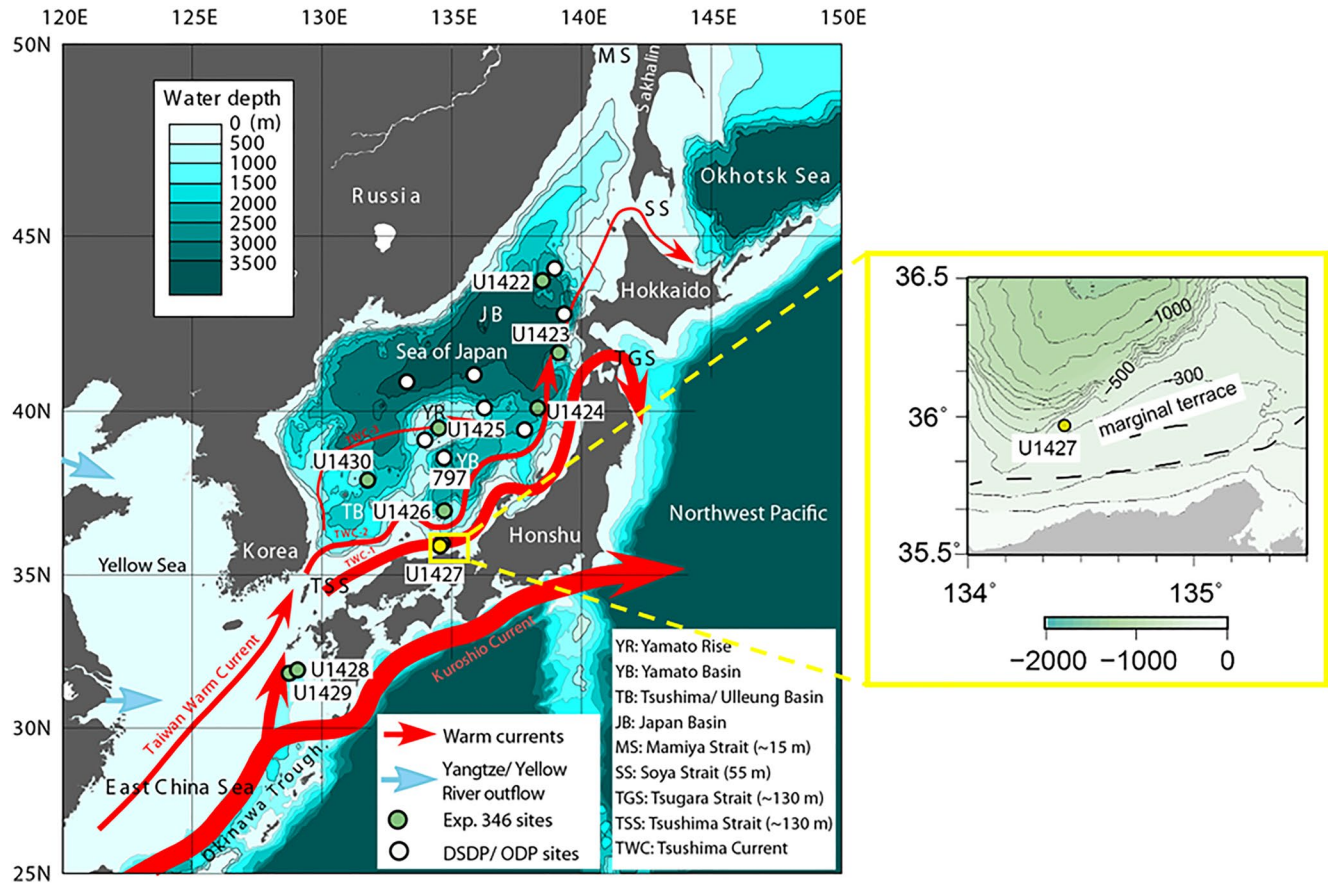 120E 125E 130E 135E 140E 145E 150E
50N
45N
40N
35N
30N
25N
Water depth
0 (m)
500
1000
1500
2000
2500
3000
3500
MS
Sakhalin
Okhotsk Sea
Russia
SS
U1422
Hokkaido
JB
U1423
Sea of Japan
TGS
YR
U1424
U1425
TWC-3
U1430
YB
797
TB
U1426
TWC-2
TWC-1
Honshu
Korea
Northwest Pacific
Yellow Sea
TSS
U1427
Kuroshio Current
Taiwan Warm Current
U1428
U1429
East China Sea
Okinawa Trough
Warm currents
Yangtze/ Yellow
River outflow
Exp. 346 sites
DSDP/ ODP sites
YR: Yamato Rise
YB: Yamato Basin
TB: Tsushima/ Ulleung Basin
JB: Japan Basin
MS: Mamiya Strait (~15 m)
SS: Soya Strait (55 m)
TGS: Tsugara Strait (~130 m)
TSS: Tsushima Strait (~130 m)
TWC: Tsushima Current
36.5
36°
35.5
134° 135°
-1000
-500
-300
marginal terrace
U1427
−2000 −1000 0